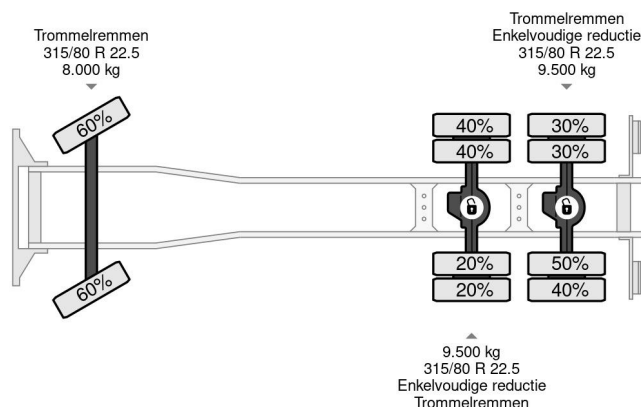 Trommelremmen
315/80 R 22.5
8.000 kg
Trommelremmen
Enkelvoudige reductie
315/80 R 22.5
9.500 kg
60%
40%
30%
40%
30%
20%
50%
60%
20%
40%
9.500 kg
315/80 R 22.5
Enkelvoudige reductie
Trommelremmen